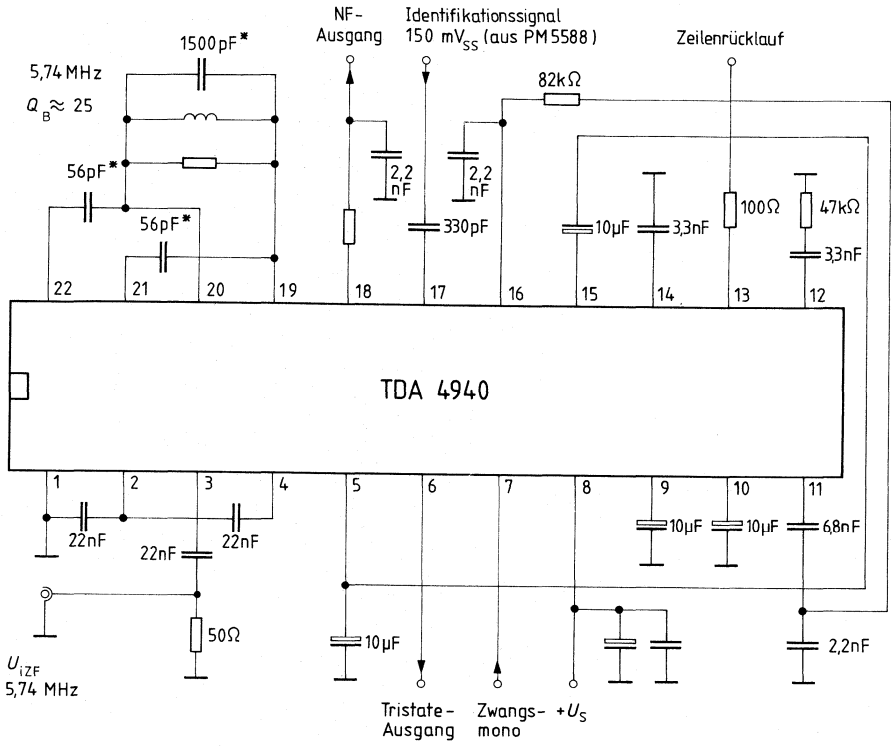 NF-
Ausgang
Identifikationssignal
150 mVSS (aus PM5588)
Zeilenrücklauf
1500pF*
5,74 MHz
QB ≈ 25
82kΩ
56pF*
2,2
nF
2,2
nF
56pF*
330pF
10µF
3,3nF
100Ω
47kΩ
3,3nF
22
21
20
19
18
17
16
15
14
13
12
TDA 4940
1
2
3
4
5
6
7
8
9
10
11
22nF
22nF
22nF
10µF
10µF
6,8nF
50Ω
10µF
2,2nF
UiZF
5,74 MHz
Tristate-
Ausgang
Zwangs-
mono
+US